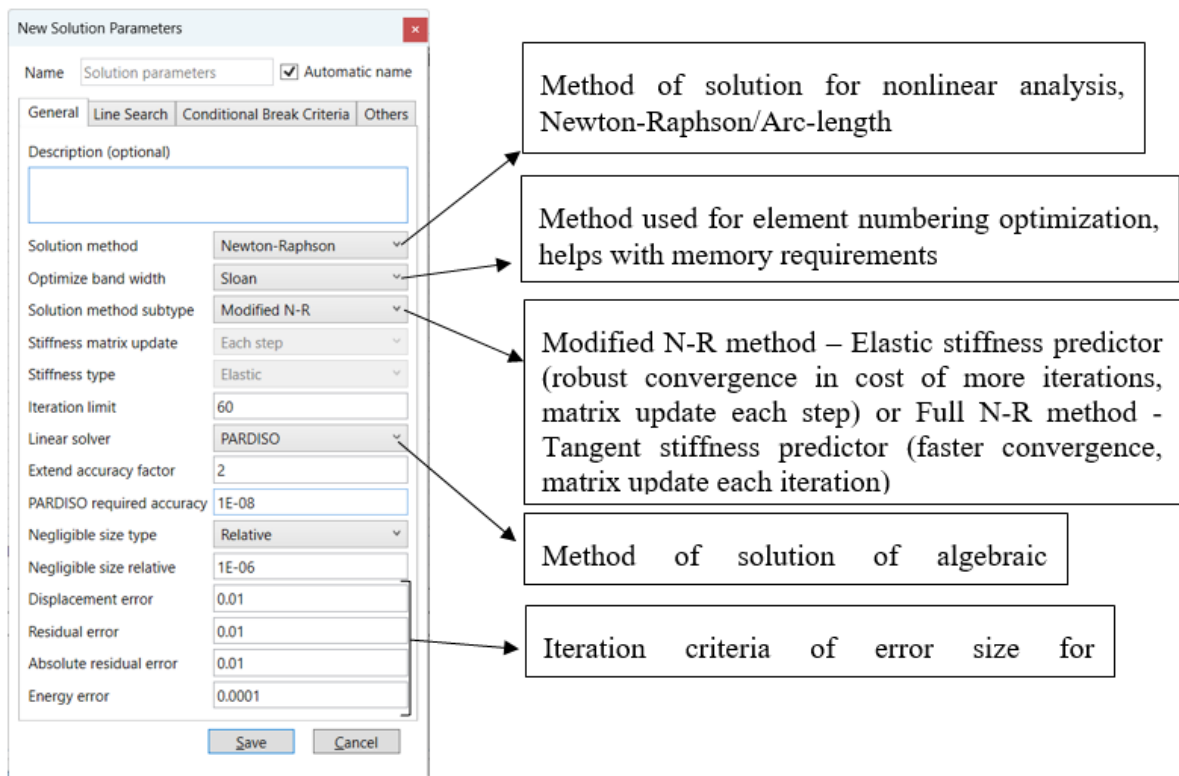 New Solution Parameters
Name Solution parameters Automatic name
General Line Search Conditional Break Criteria Others
Description (optional)
Solution method Newton-Raphson
Optimize band width Sloan
Solution method subtype Modified N-R
Stiffness matrix update Each step
Stiffness type Elastic
Iteration limit 60
Linear solver PARDISO
Extend accuracy factor 2
PARDISO required accuracy 1E-08
Negligible size type Relative
Negligible size relative 1E-06
Displacement error 0.01
Residual error 0.01
Absolute residual error 0.01
Energy error 0.0001
Save Cancel
Method of solution for nonlinear analysis,
Newton-Raphson/Arc-length
Method used for element numbering optimization,
helps with memory requirements
Modified N-R method – Elastic stiffness predictor
(robust convergence in cost of more iterations,
matrix update each step) or Full N-R method -
Tangent stiffness predictor (faster convergence,
matrix update each iteration)
Method of solution of algebraic
Iteration criteria of error size for